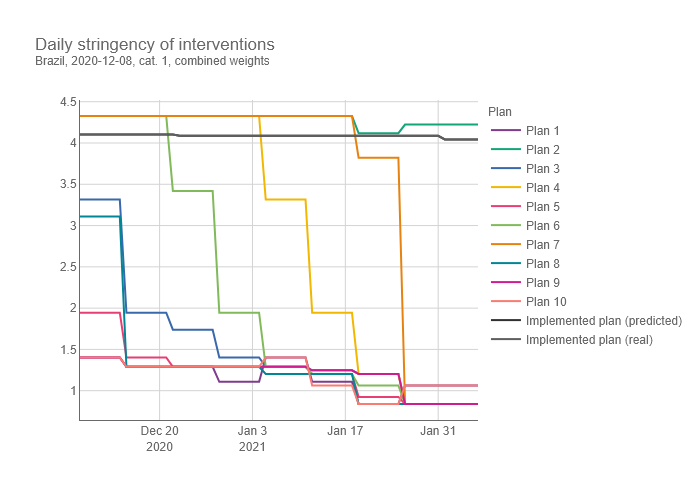 Daily stringency of interventions
Brazil, 2020-12-08, cat. 1, combined weights
4.5
4
3.5
3
2.5
2
1.5
1
Dec 20
2020
Jan 3
2021
Jan 17
Jan 31
Plan
Plan 1
Plan 2
Plan 3
Plan 4
Plan 5
Plan 6
Plan 7
Plan 8
Plan 9
Plan 10
Implemented plan (predicted)
Implemented plan (real)